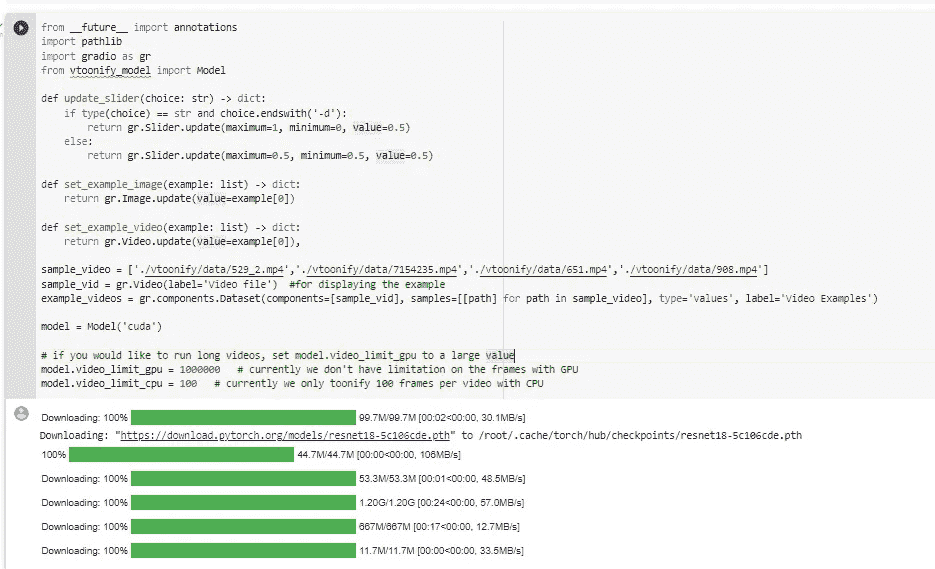 from __future__ import annotations
import pathlib
import gradio as gr
from vtoonify_model import Model
def update_slider(choice: str) -> dict:
if type(choice) == str and choice.endswith('-d'):
return gr.Slider.update(maximum=1, minimum=0, value=0.5)
else:
return gr.Slider.update(maximum=0.5, minimum=0.5, value=0.5)
def set_example_image(example: list) -> dict:
return gr.Image.update(value=example[0])
def set_example_video(example: list) -> dict:
return gr.Video.update(value=example[0]),
sample_video = ['./vtoonify/data/529_2.mp4','./vtoonify/data/7154235.mp4','./vtoonify/data/651.mp4','./vtoonify/data/908.mp4']
sample_vid = gr.Video(label='Video file')  #for displaying the example
example_videos = gr.components.Dataset(components=[sample_vid], samples=[[path] for path in sample_video], type='values', label='Video Examples')
model = Model('cuda')
# if you would like to run long videos, set model.video_limit_gpu to a large value
model.video_limit_gpu = 1000000   # currently we don't have limitation on the frames with GPU
model.video_limit_cpu = 100   # currently we only toonify 100 frames per video with CPU
Downloading: 100% 99.7M/99.7M [00:02<00:00, 30.1MB/s]
Downloading: "https://download.pytorch.org/models/resnet18-5c106cde.pth" to /root/.cache/torch/hub/checkpoints/resnet18-5c106cde.pth
100% 44.7M/44.7M [00:00<00:00, 106MB/s]
Downloading: 100% 53.3M/53.3M [00:01<00:00, 48.5MB/s]
Downloading: 100% 1.20G/1.20G [00:24<00:00, 57.0MB/s]
Downloading: 100% 667M/667M [00:17<00:00, 12.7MB/s]
Downloading: 100% 11.7M/11.7M [00:00<00:00, 33.5MB/s]